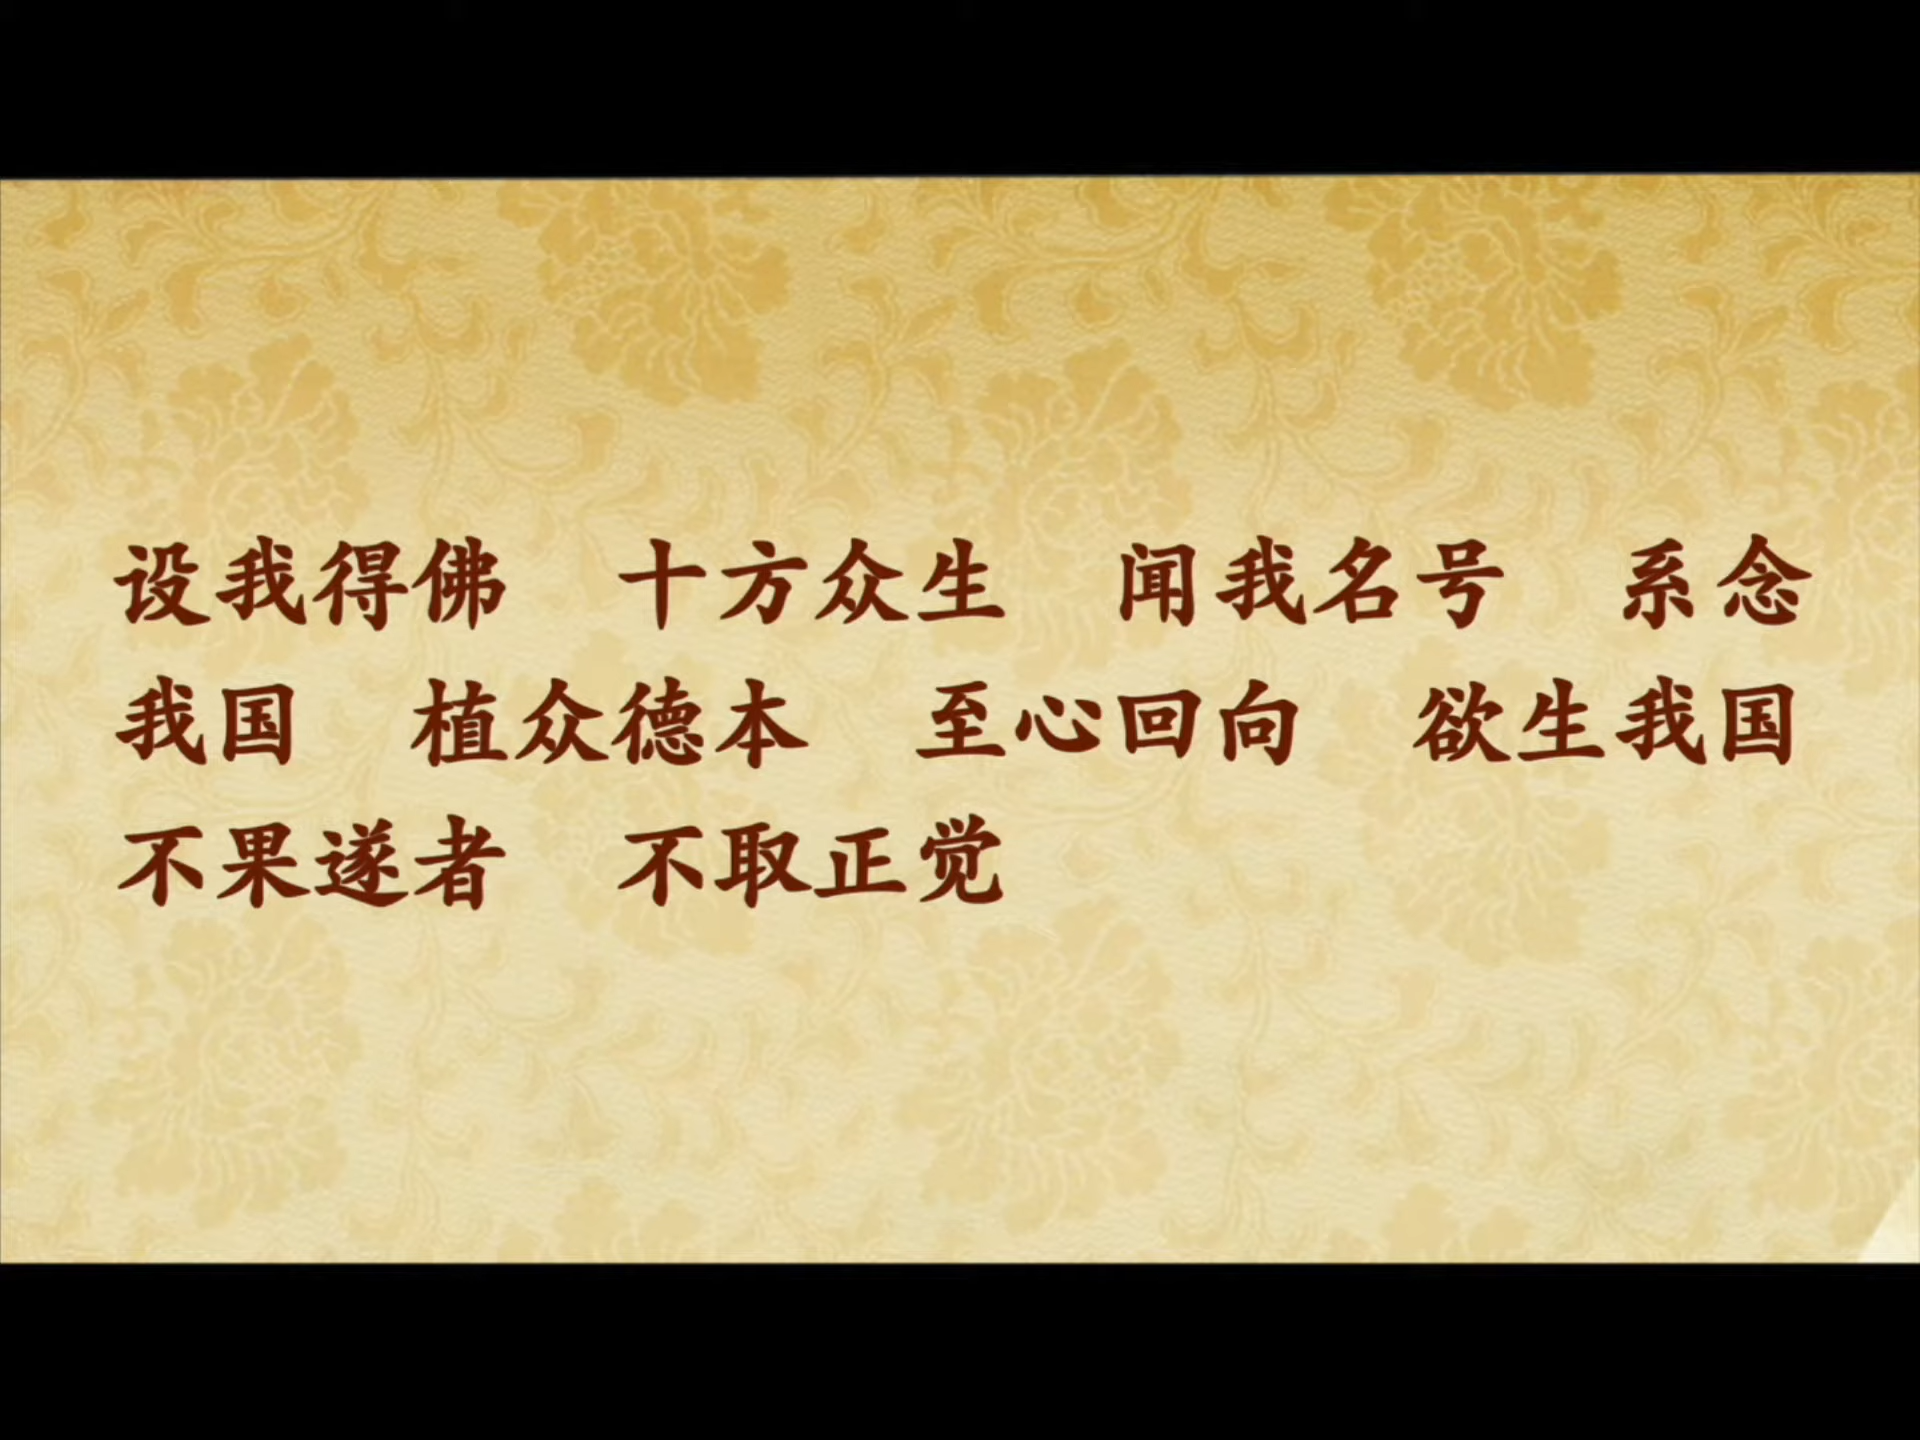 设我得佛　十方众生　闻我名号　系念
我国　植众德本　至心回向　欲生我国
不果遂者　不取正觉